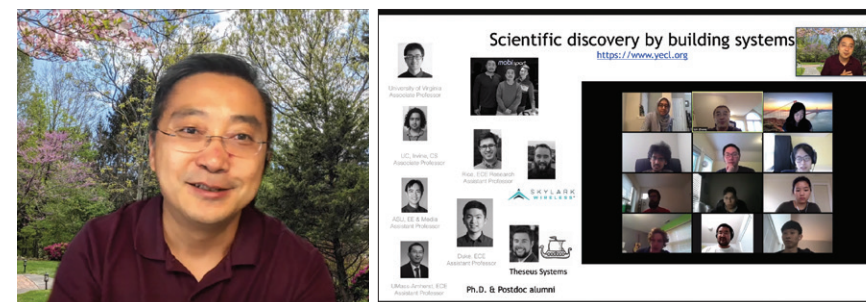 Scientific discovery by building systems
https://www.yecl.org
mobisport
University of Virginia
Associate Professor
UC, Irvine, CS
Associate Professor
Rice, ECE Research
Assistant Professor
SKYLARK
WIRELESS
ASU, EE & Media
Assistant Professor
Duke, ECE
Assistant Professor
Theseus Systems
UMass Amherst, ECE
Assistant Professor
Ph.D. & Postdoc alumni